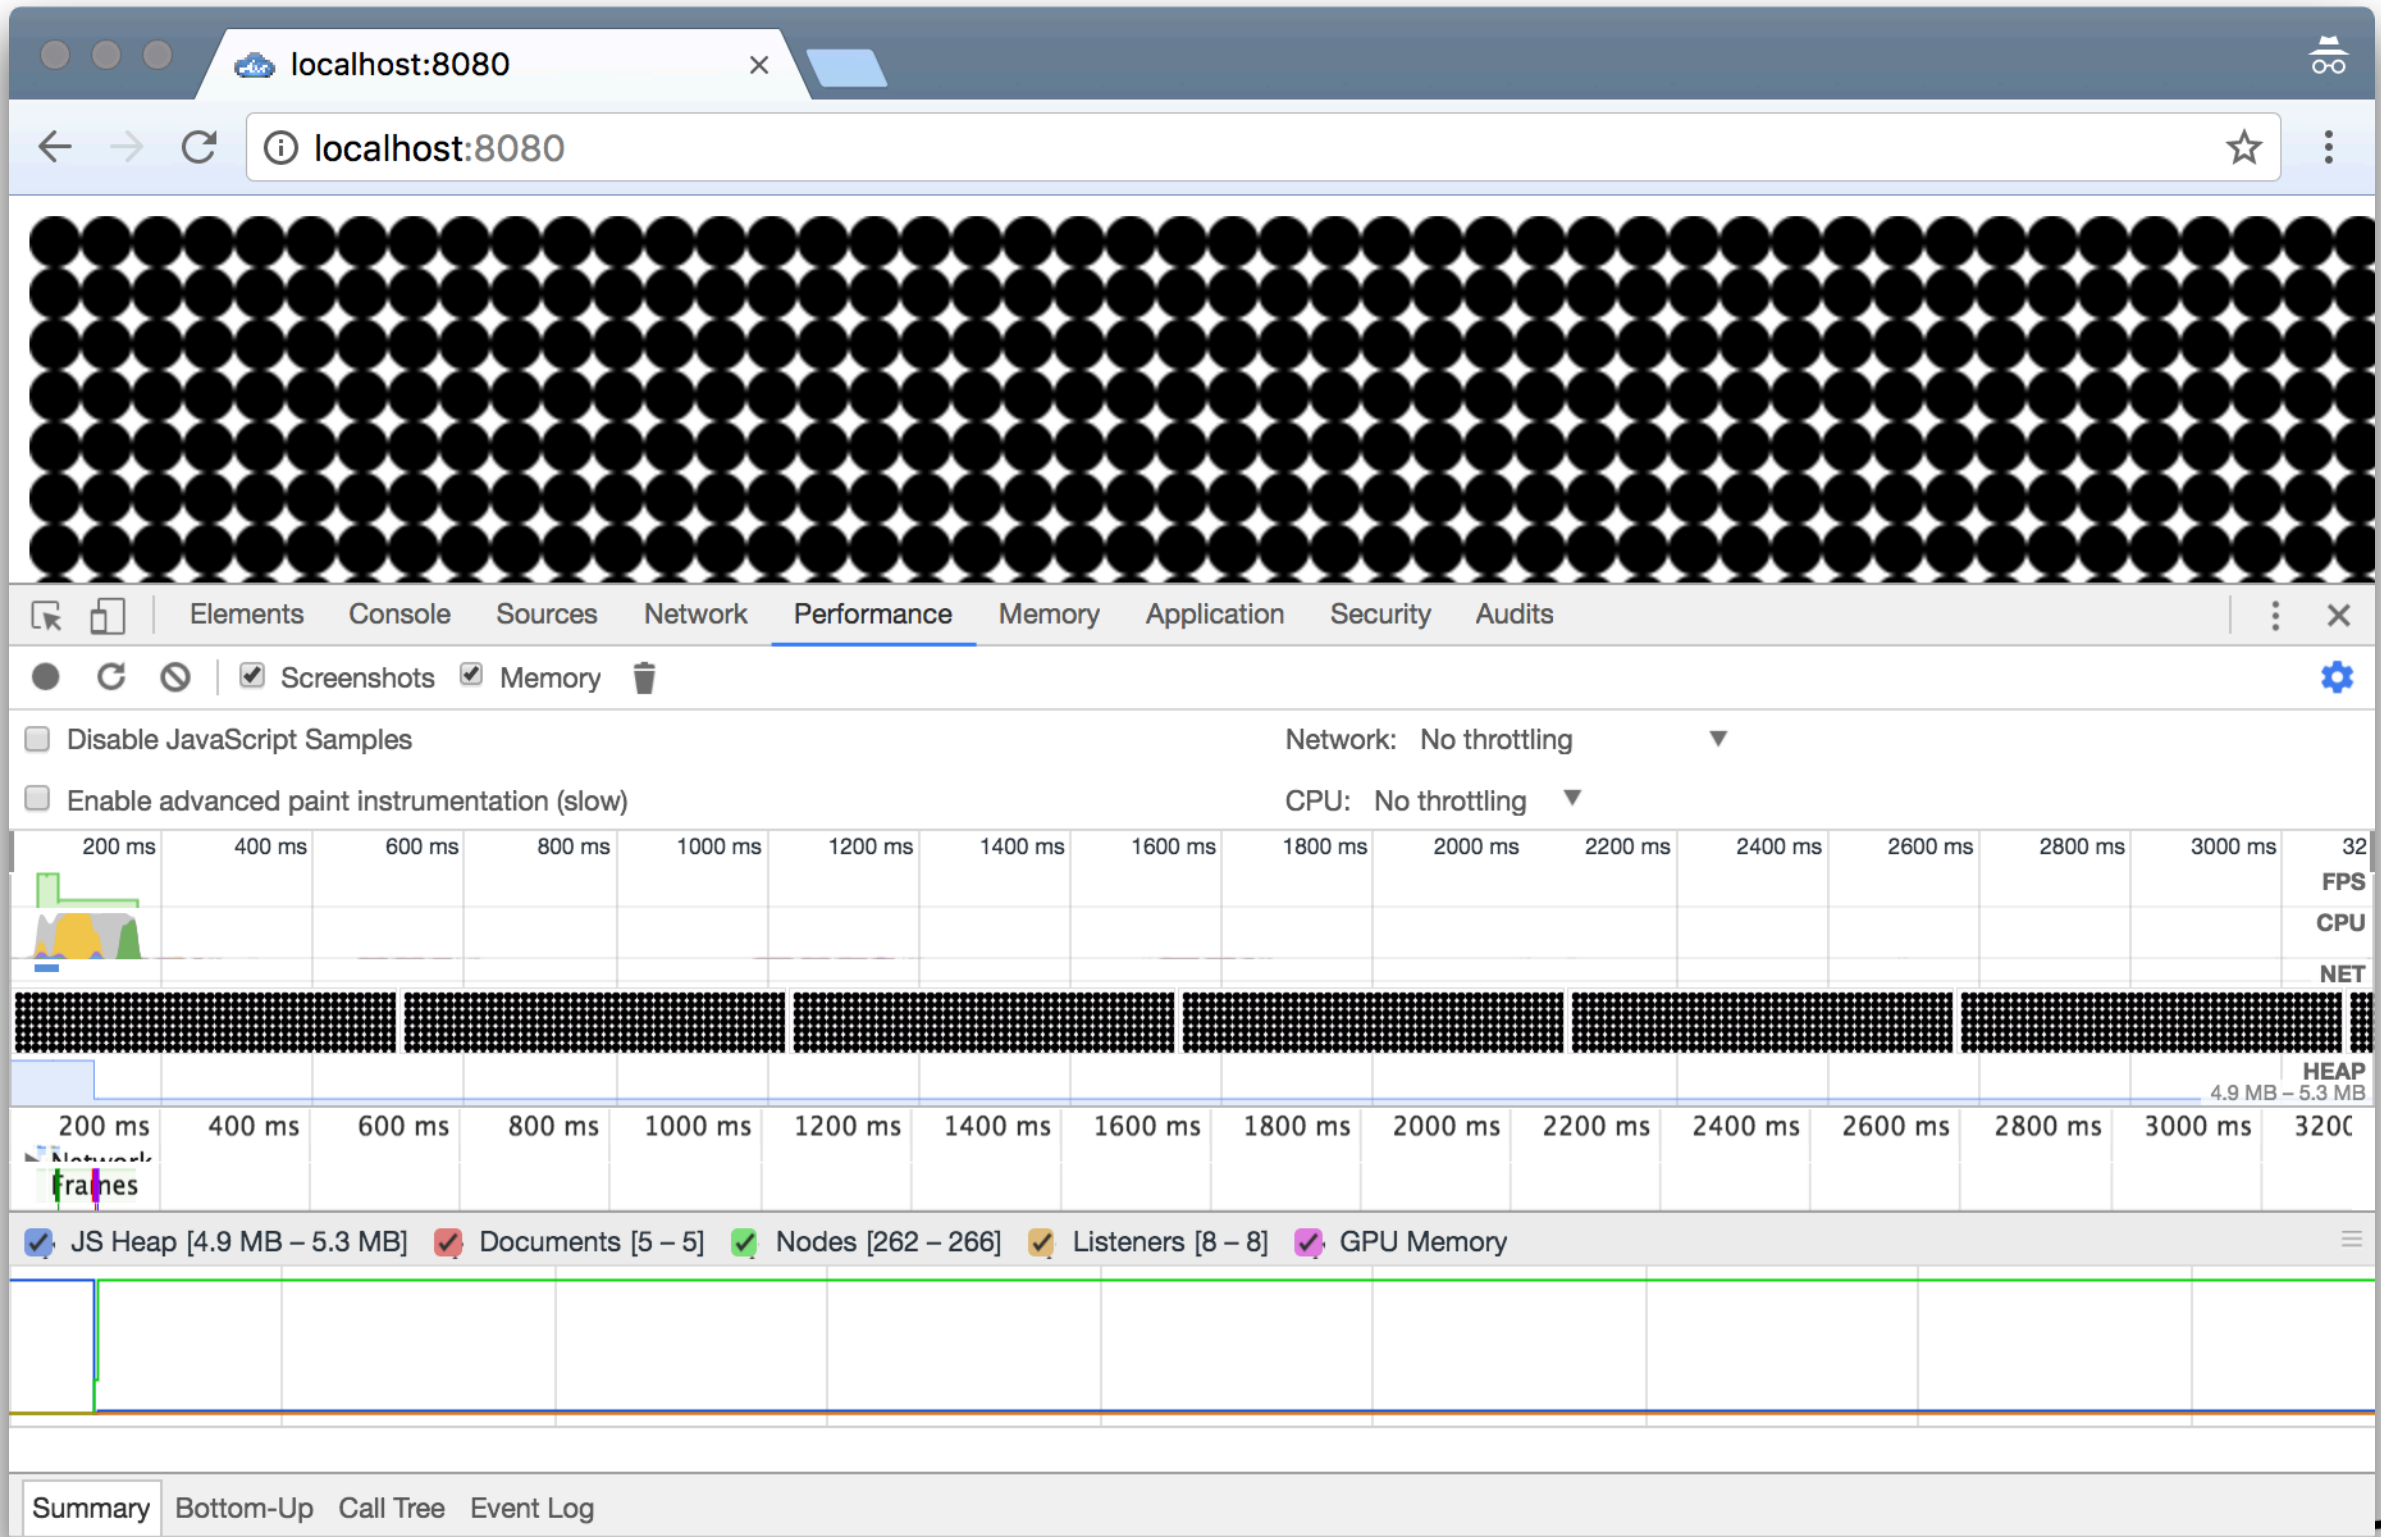 localhost:8080
localhost:8080
Elements Console Sources Network Performance Memory Application Security Audits
Screenshots Memory
Disable JavaScript Samples Network: No throttling
Enable advanced paint instrumentation (slow) CPU: No throttling
200 ms 400 ms 600 ms 800 ms 1000 ms 1200 ms 1400 ms 1600 ms 1800 ms 2000 ms 2200 ms 2400 ms 2600 ms 2800 ms 3000 ms 32
FPS
CPU
NET
HEAP
4.9 MB – 5.3 MB
200 ms 400 ms 600 ms 800 ms 1000 ms 1200 ms 1400 ms 1600 ms 1800 ms 2000 ms 2200 ms 2400 ms 2600 ms 2800 ms 3000 ms 3200
Network
Frames
JS Heap [4.9 MB – 5.3 MB] Documents [5 – 5] Nodes [262 – 266] Listeners [8 – 8] GPU Memory
Summary Bottom-Up Call Tree Event Log